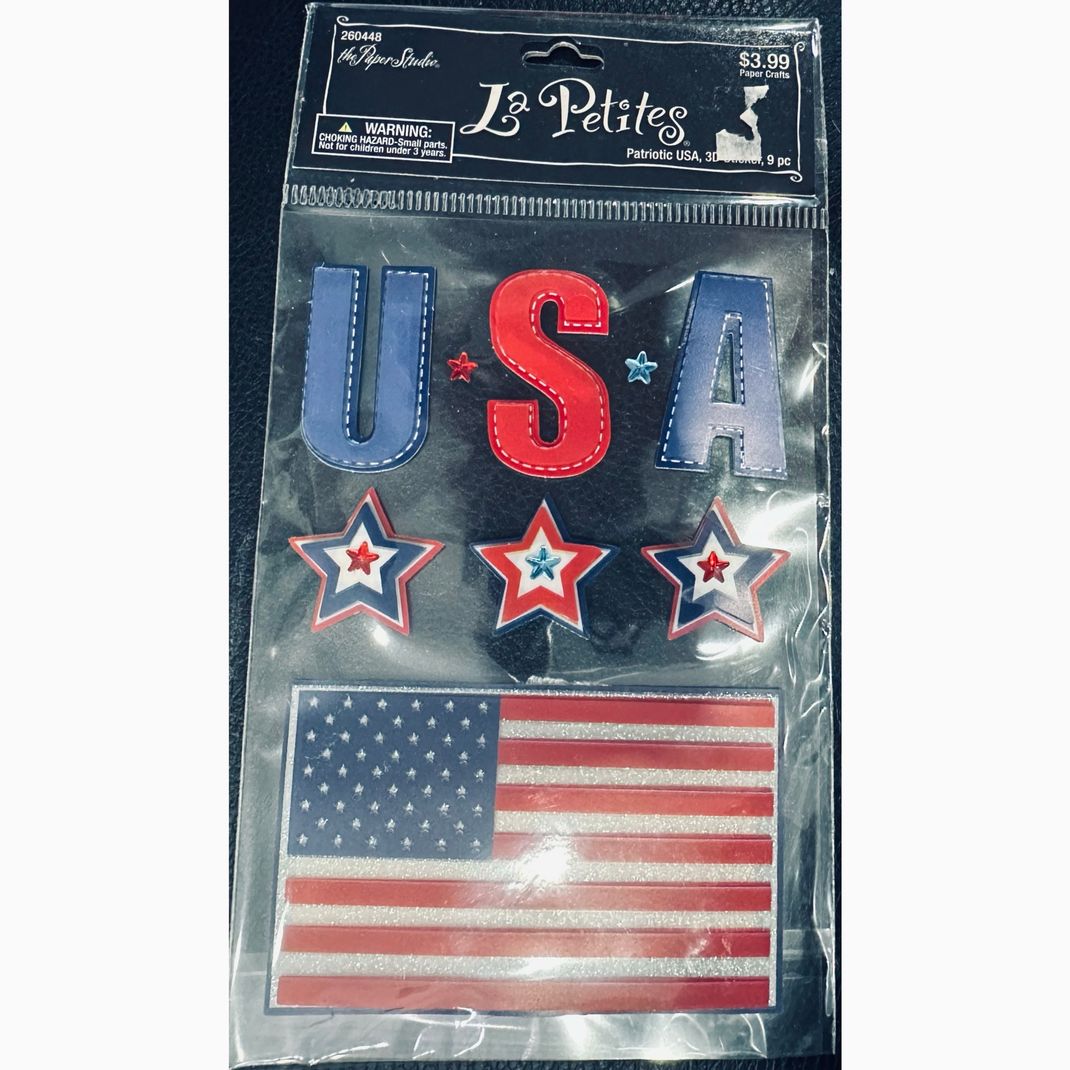 260448
the Paper Studio®
$3.99
Paper Crafts
La Petites®
WARNING:
CHOKING HAZARD-Small parts.
Not for children under 3 years.
Patriotic USA, 3D Sticker, 9 pc
USA